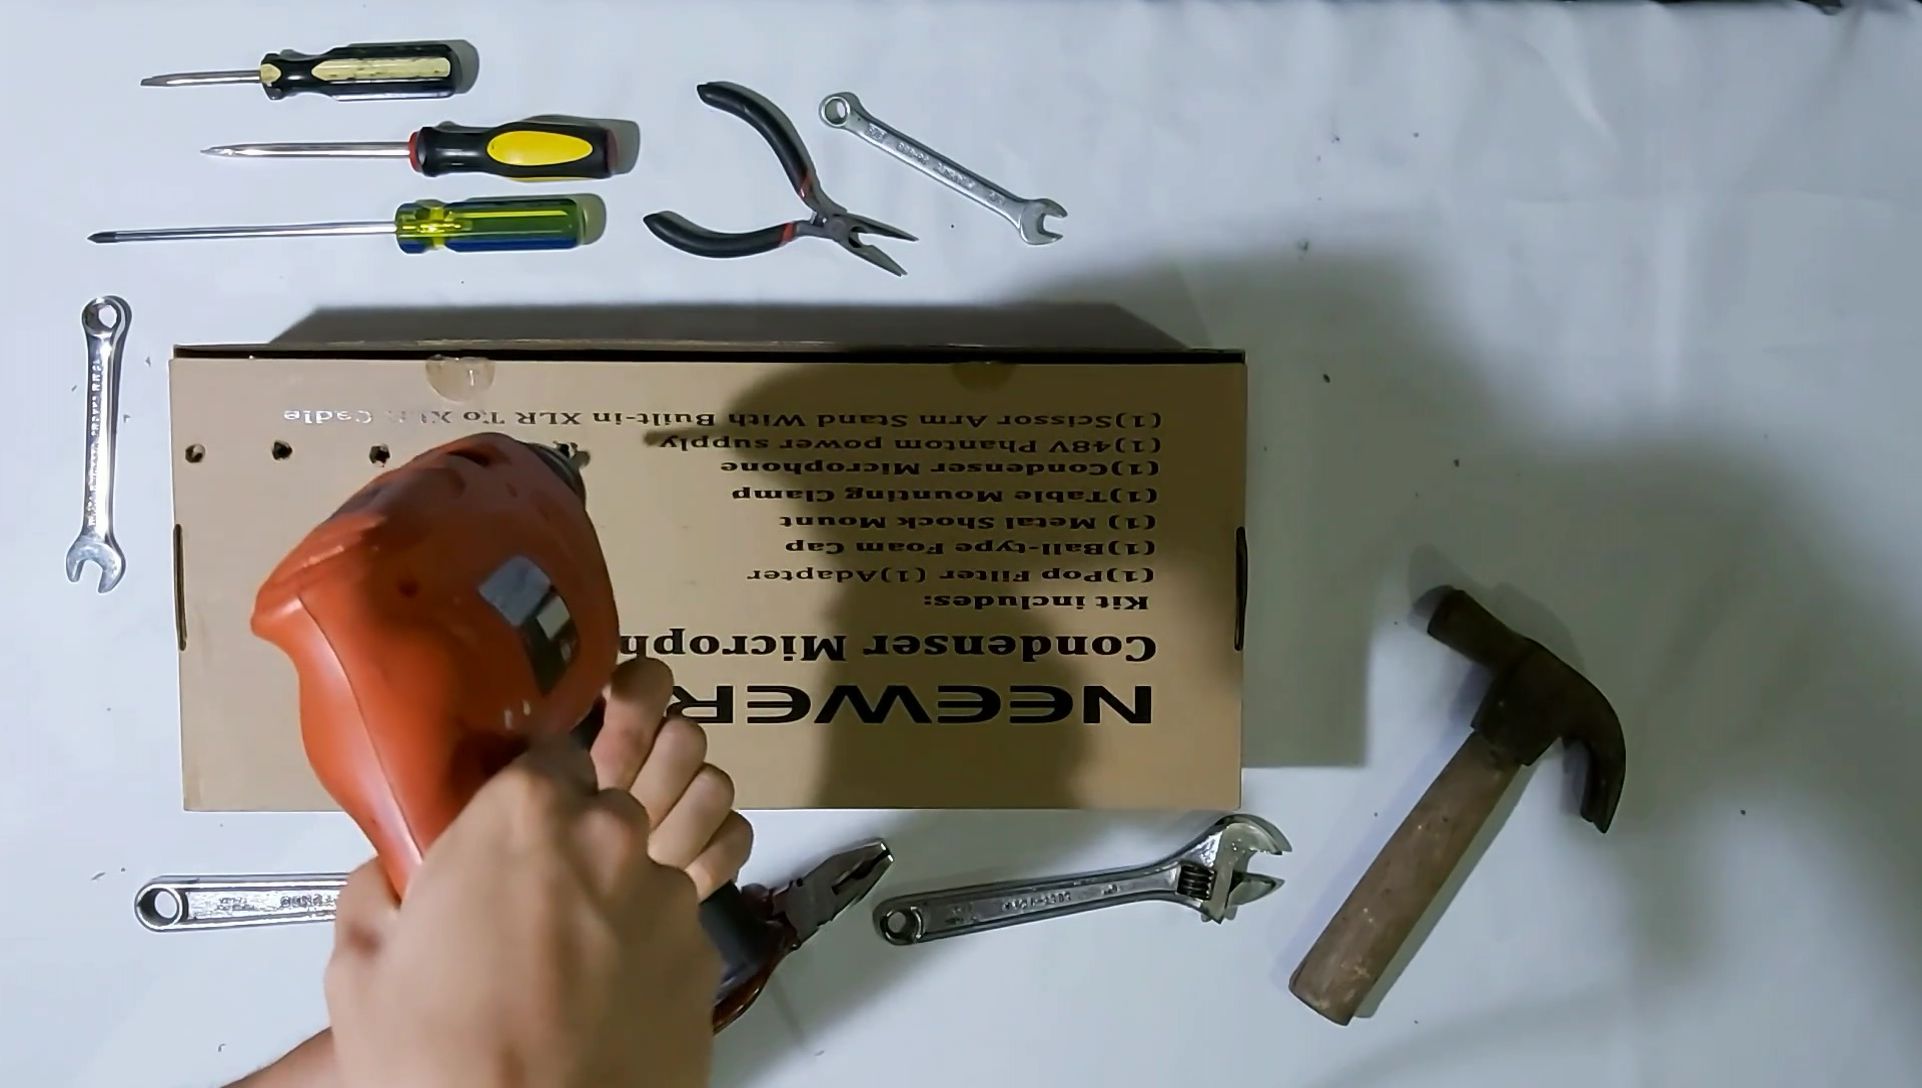 NEEWER
Condenser Microph
Kit includes:
(1)Pop Filter (1)Adapter
(1)Ball-type Foam Cap
(1) Metal Shock Mount
(1)Table Mounting Clamp
(1)Condenser Microphone
(1)48V Phantom power supply
(1)Scissor Arm Stand With Built-in XLR To XLR Cable